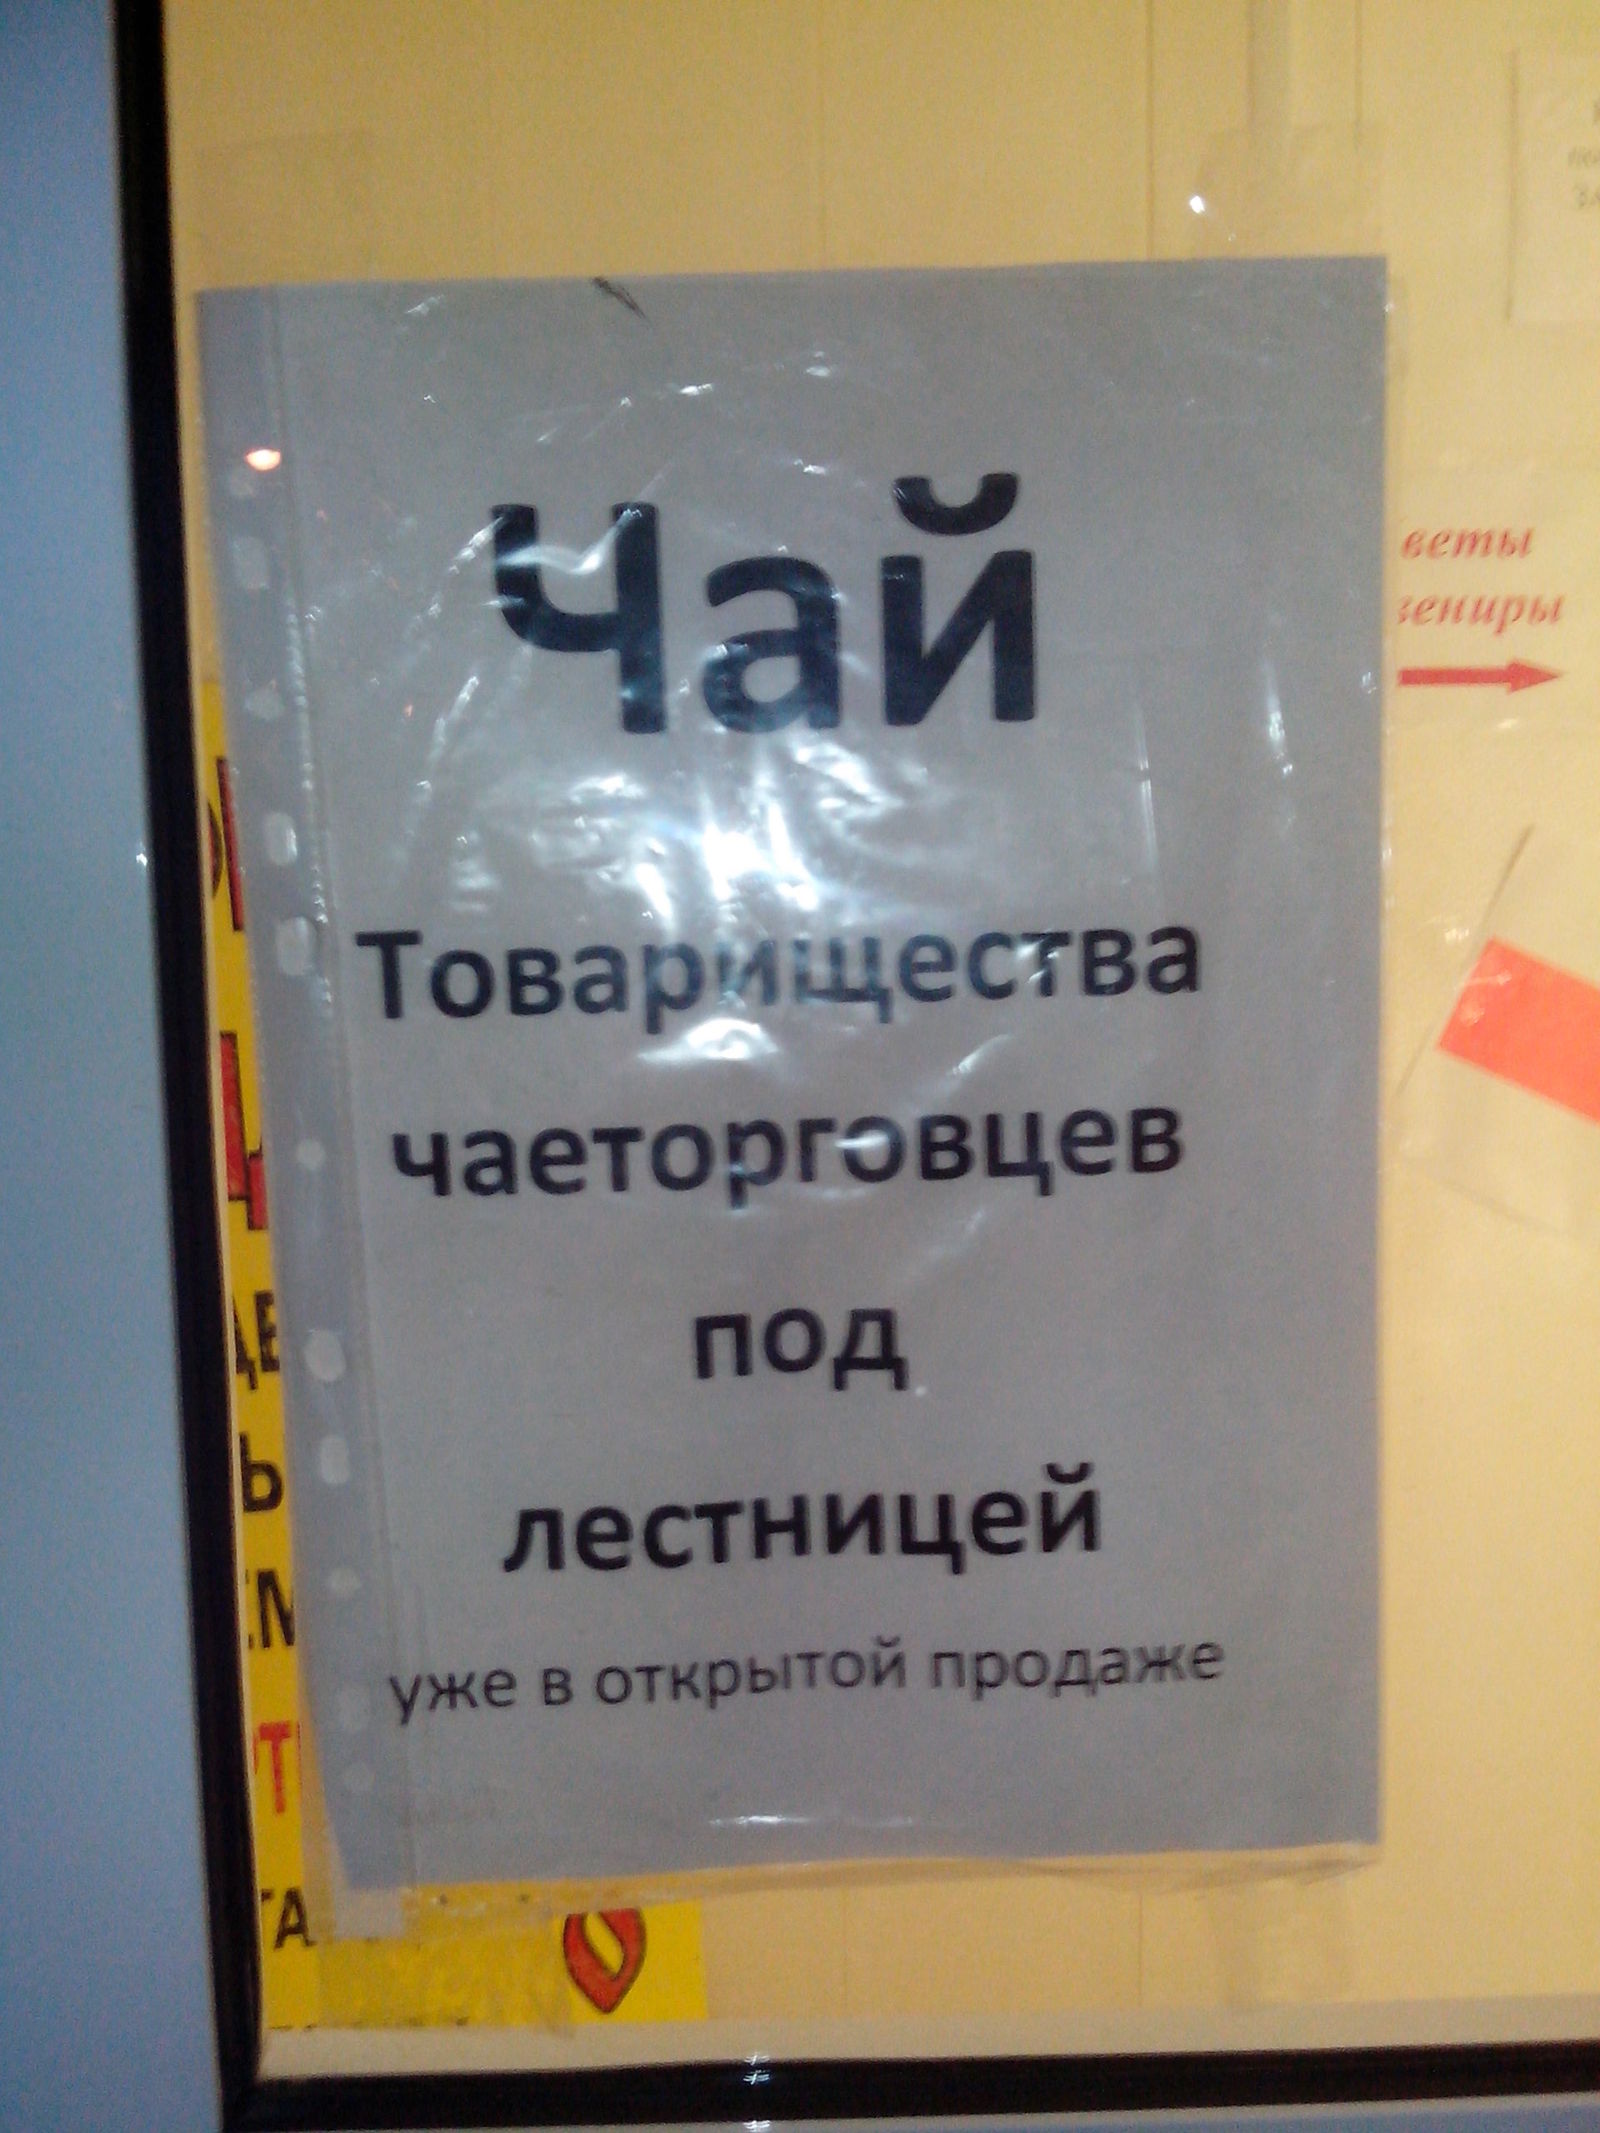 Чай
Товарищества
чаеторговцев
под
лестницей
уже в открытой продаже